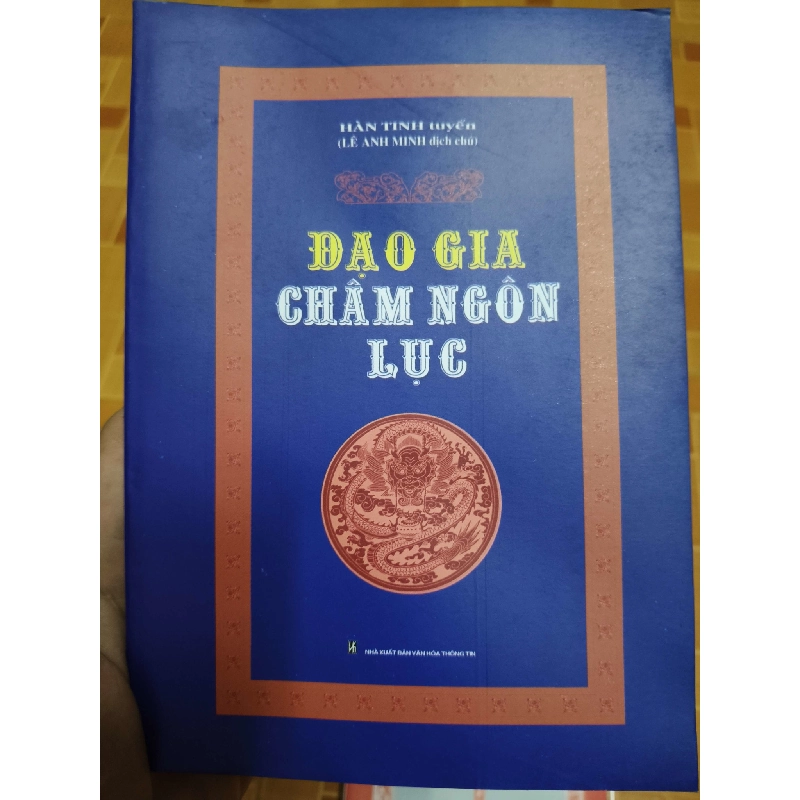 HÀN TINH tuyển
(LÊ ANH MINH dịch chú)
ĐẠO GIA
CHÂM NGÔN
LỤC
NHÀ XUẤT BẢN VĂN HÓA THÔNG TIN